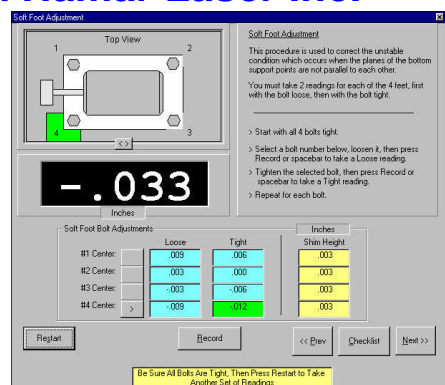 Hamar Laser Inc.
Soft Foot Adjustment
Top View
1
2
4
3
< >
-.033
Inches
Soft Foot Adjustment
This procedure is used to correct the unstable
condition which occurs when the planes of the bottom
support points are not parallel to each other.
You must take 2 readings for each of the 4 feet, first
with the bolt loose, then with the bolt tight.
> Start with all 4 bolts tight.
> Select a bolt number below, loosen it, then press
Record or spacebar to take a Loose reading.
> Tighten the selected bolt, then press Record or
spacebar to take a Tight reading.
> Repeat for each bolt.
Soft Foot Bolt Adjustments
Inches
Loose Tight Shim Height
#1 Center: .009 .006 .003
#2 Center: .003 .000 .003
#3 Center: -.003 -.006 .003
#4 Center: > -.009 -.012 .003
Restart
Record
<< Prev
Checklist
Next >>
Be Sure All Bolts Are Tight, Then Press Restart to Take
Another Set of Readings